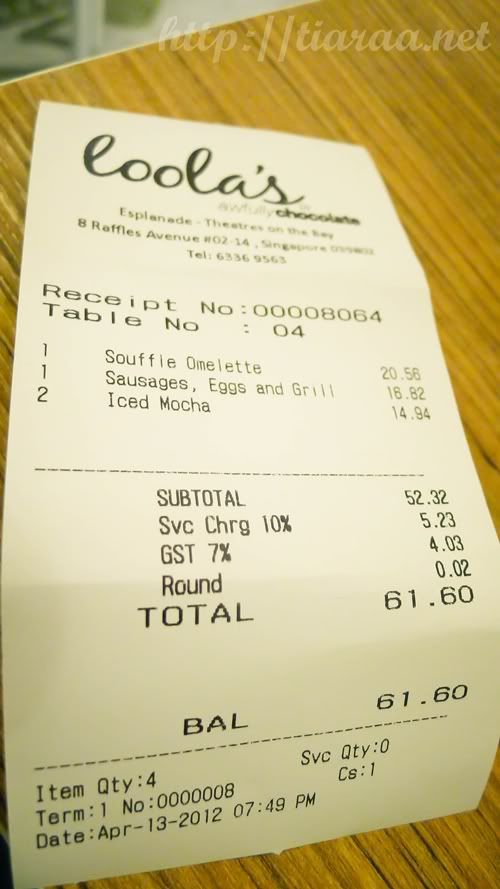 http://tiaraa.net
loola's
by
awfullychocolate
Esplanade - Theatres on the Bay
8 Raffles Avenue #02-14 , Singapore 039802
Tel: 6336 9563
Receipt No:00008064
Table No : 04
1 Souffle Omelette 20.56
1 Sausages, Eggs and Grill 16.82
2 Iced Mocha 14.94
SUBTOTAL 52.32
Svc Chrg 10% 5.23
GST 7% 4.03
Round 0.02
TOTAL 61.60
BAL 61.60
Item Qty:4 Svc Qty:0
Term:1 No:0000008 Cs:1
Date:Apr-13-2012 07:49 PM